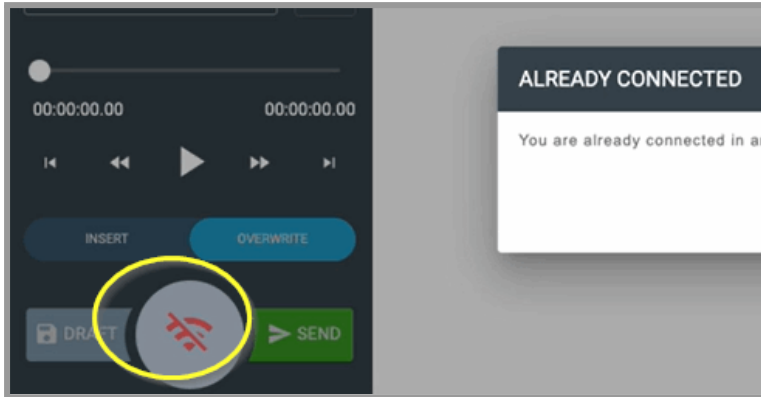 00:00:00.00 00:00:00.00
INSERT OVERWRITE
DRAFT SEND
ALREADY CONNECTED
You are already connected in